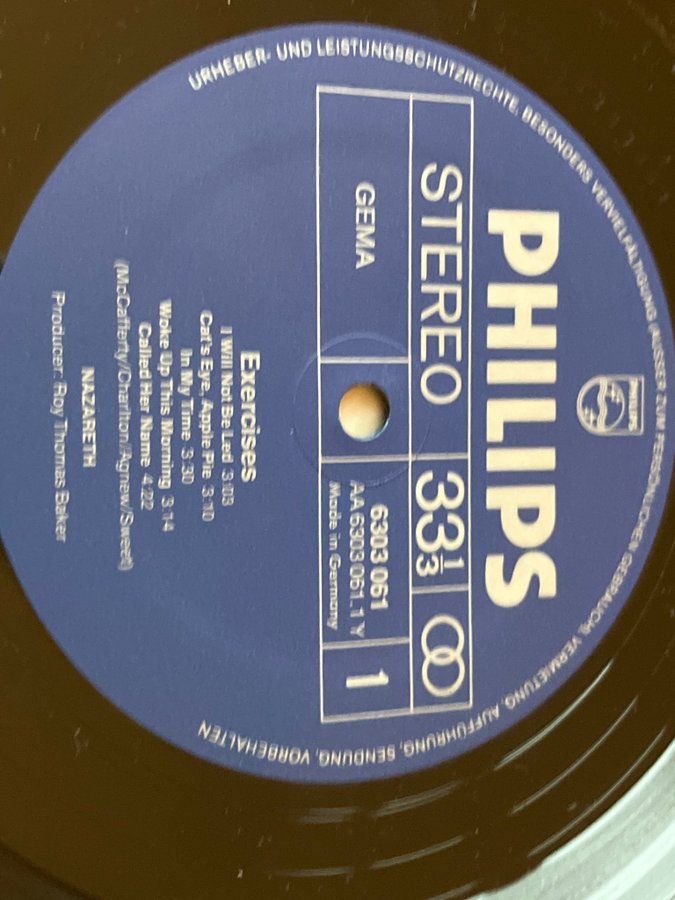 URHEBER- UND LEISTUNGSSCHUTZRECHTE, BESONDERS VERVIELFÄLTIGUNG (AUSSER ZUM PERSÖNLICHEN GEBRAUCH), VERMIETUNG, AUFFÜHRUNG, SENDUNG, VORBEHALTEN
PHILIPS
PHILIPS
STEREO 33 1/3
GEMA
6303 061
AA 6303 061.1 Y
Made in Germany
1
Exercises
I Will Not Be Led 3:03
Cat's Eye, Apple Pie 3:10
In My Time 3:30
Woke Up This Morning 3:14
Called Her Name 4:22
(McCafferty/Charlton/Agnew/Sweet)
NAZARETH
Producer: Roy Thomas Baker